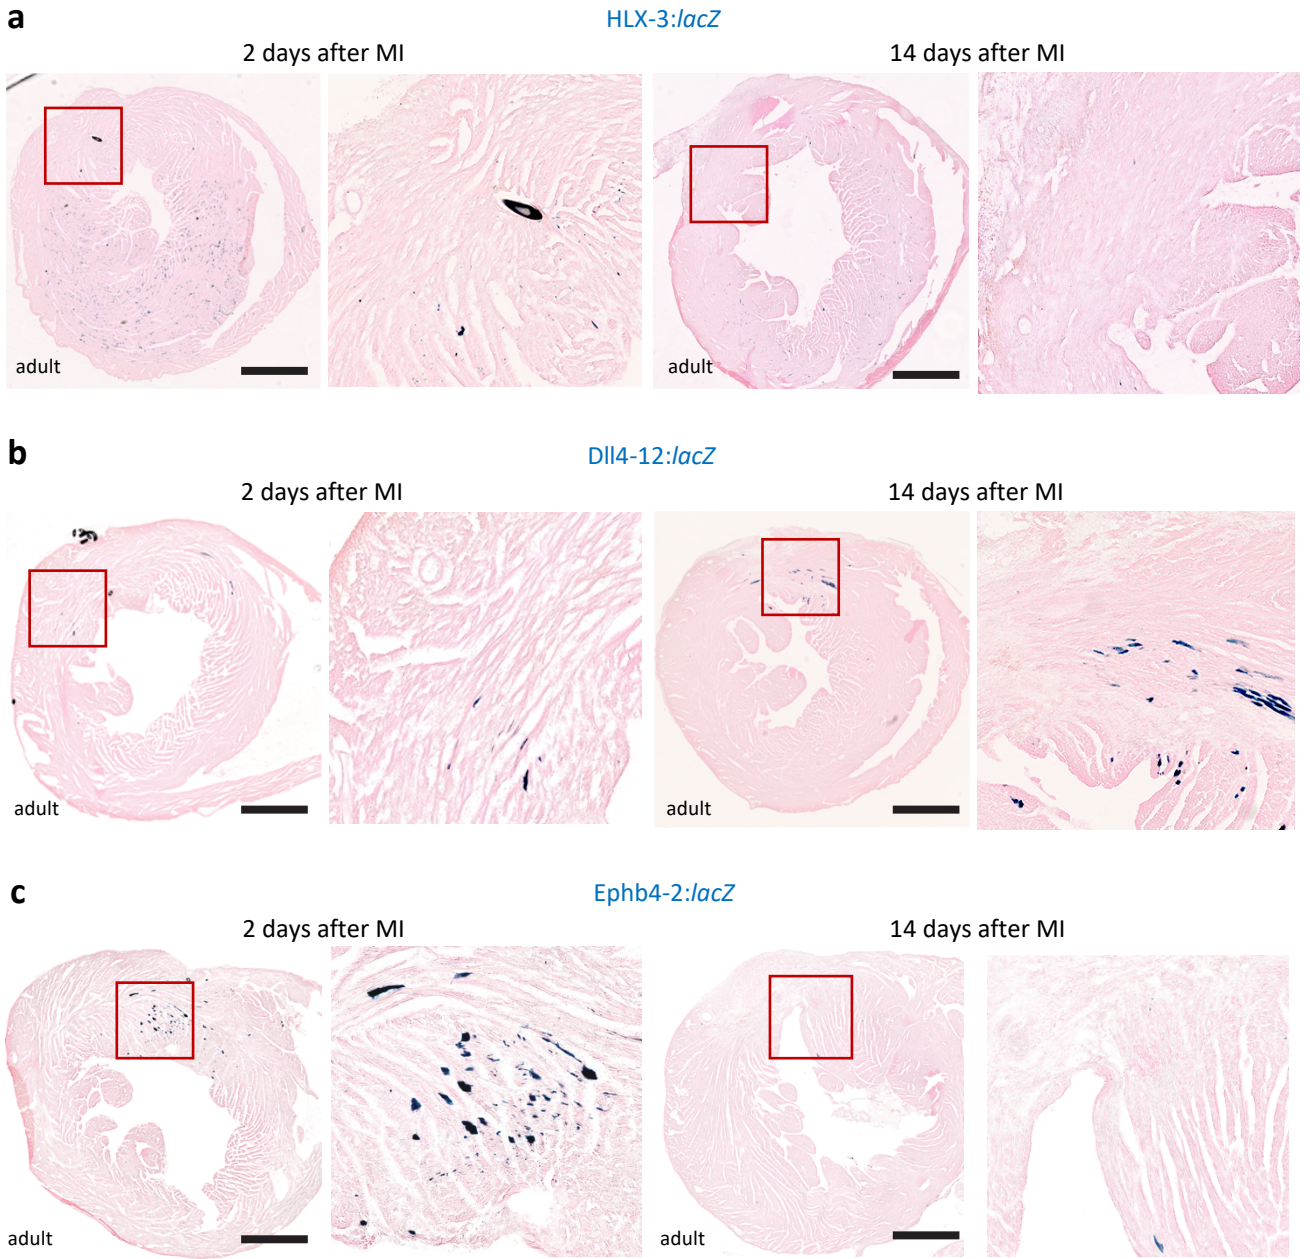 a
HLX-3:lacZ
2 days after MI
14 days after MI
adult
adult
b
Dll4-12:lacZ
2 days after MI
14 days after MI
adult
adult
c
Ephb4-2:lacZ
2 days after MI
14 days after MI
adult
adult